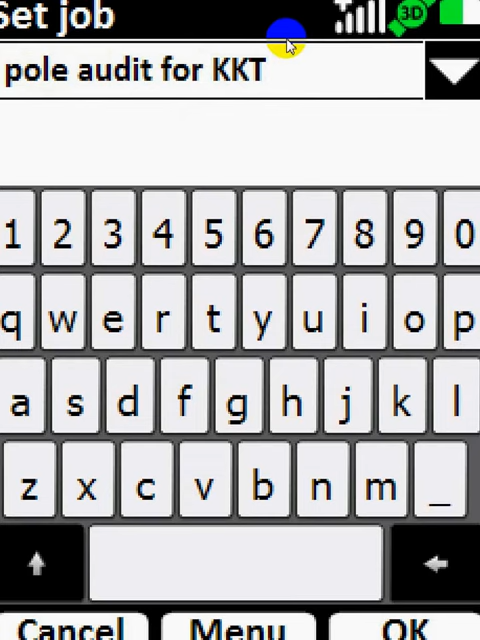 Set job
3D
pole audit for KKT
1 2 3 4 5 6 7 8 9 0
q w e r t y u i o p
a s d f g h j k l
z x c v b n m _
Cancel Menu OK